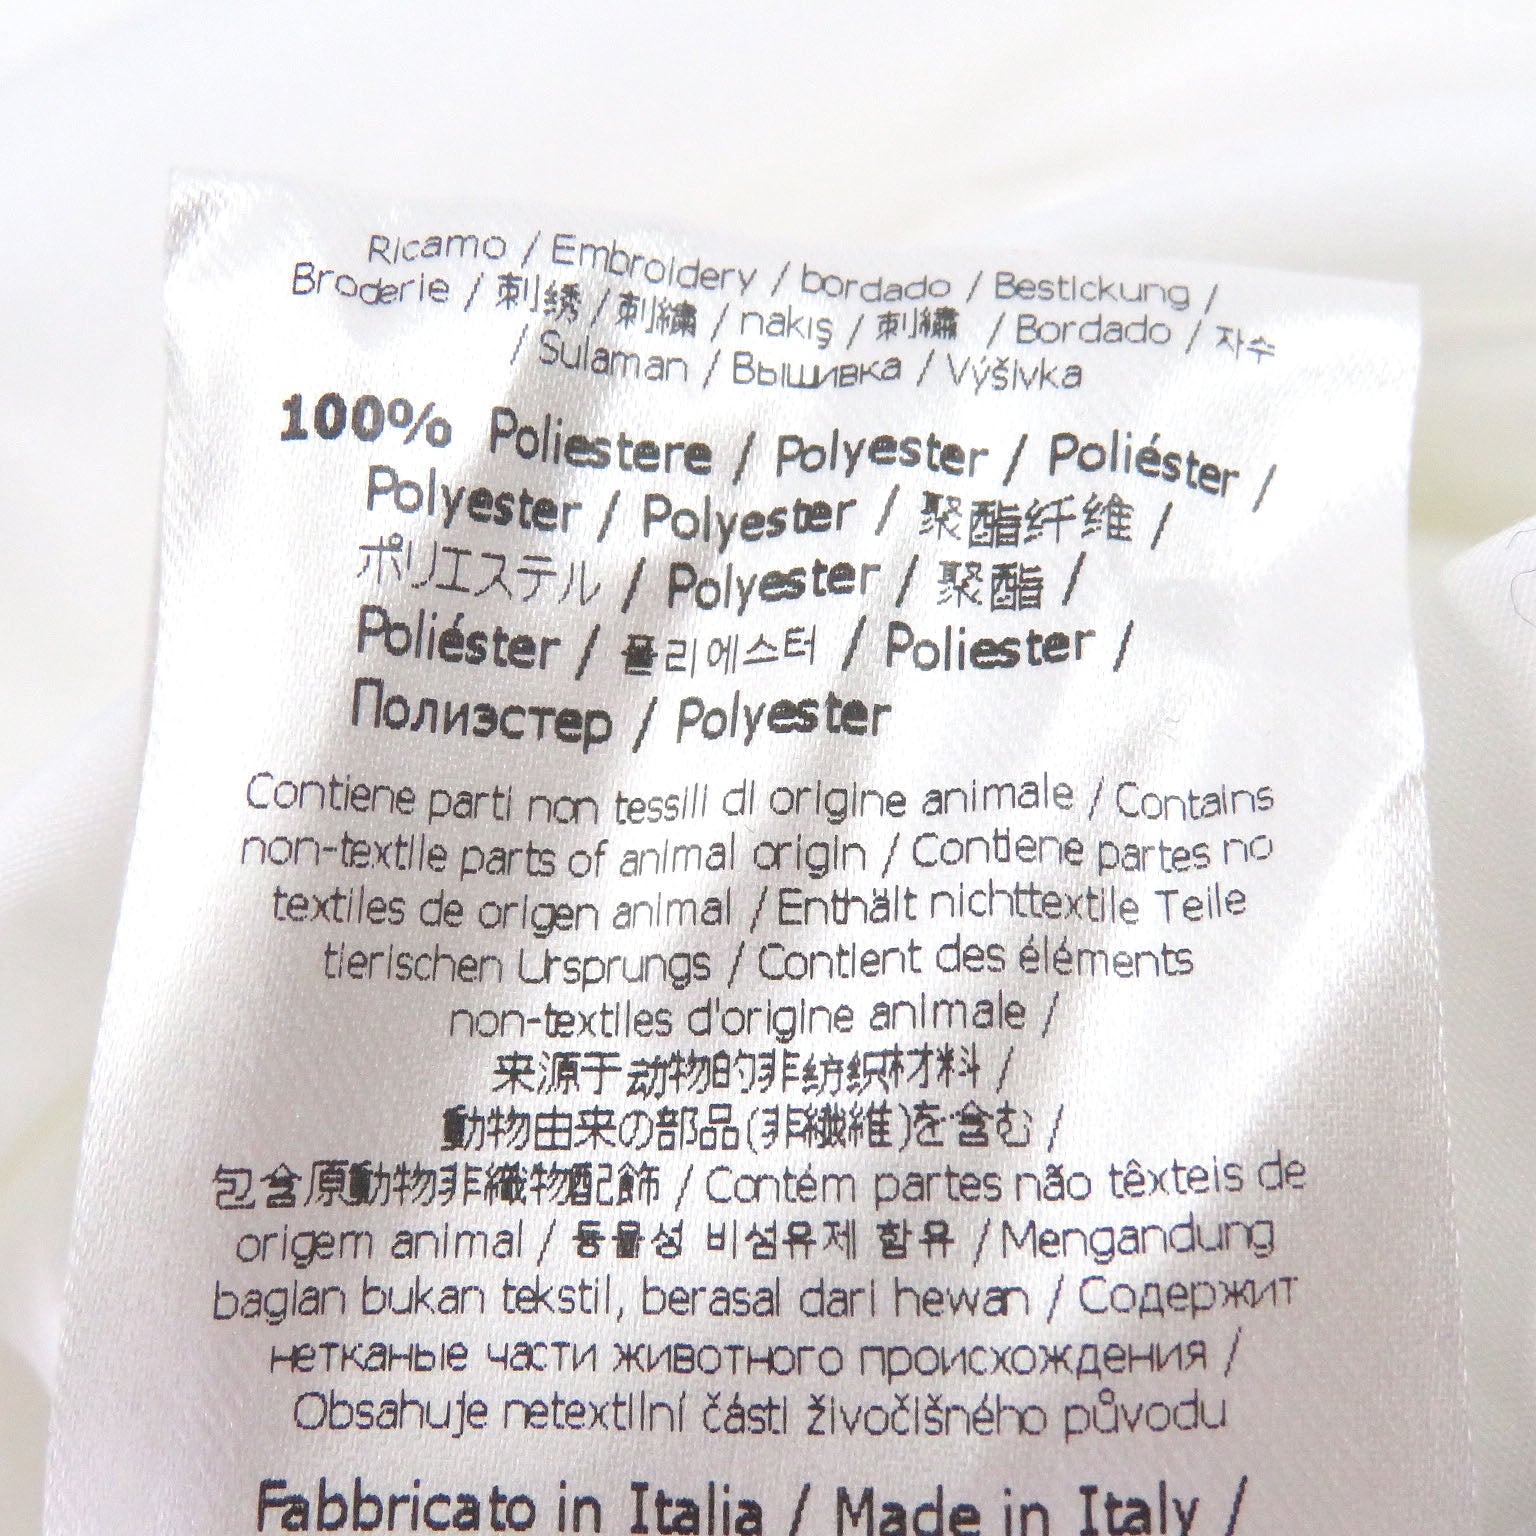 Ricamo / Embroidery / bordado / Bestickung /
Broderie / 刺绣 / 刺繍 / nakış / 刺繡 / Bordado / 자수
/ Sulaman / Вышивка / Výšivka
100% Poliestere / Polyester / Poliéster /
Polyester / Polyester / 聚酯纤维 /
ポリエステル / Polyester / 聚酯 /
Poliéster / 폴리에스터 / Poliester /
Полиэстер / Polyester
Contiene parti non tessili di origine animale / Contains
non-textile parts of animal origin / Contiene partes no
textiles de origen animal / Enthält nichttextile Teile
tierischen Ursprungs / Contient des éléments
non-textiles d'origine animale /
来源于动物的非纺织材料 /
動物由来の部品(非繊維)を含む /
包含原動物非纖物配飾 / Contém partes não têxteis de
origem animal / 동물성 비섬유제 함유 / Mengandung
bagian bukan tekstil, berasal dari hewan / Содержит
нетканые части животного происхождения /
Obsahuje netextilní části živočišného původu
Fabbricato in Italia / Made in Italy /